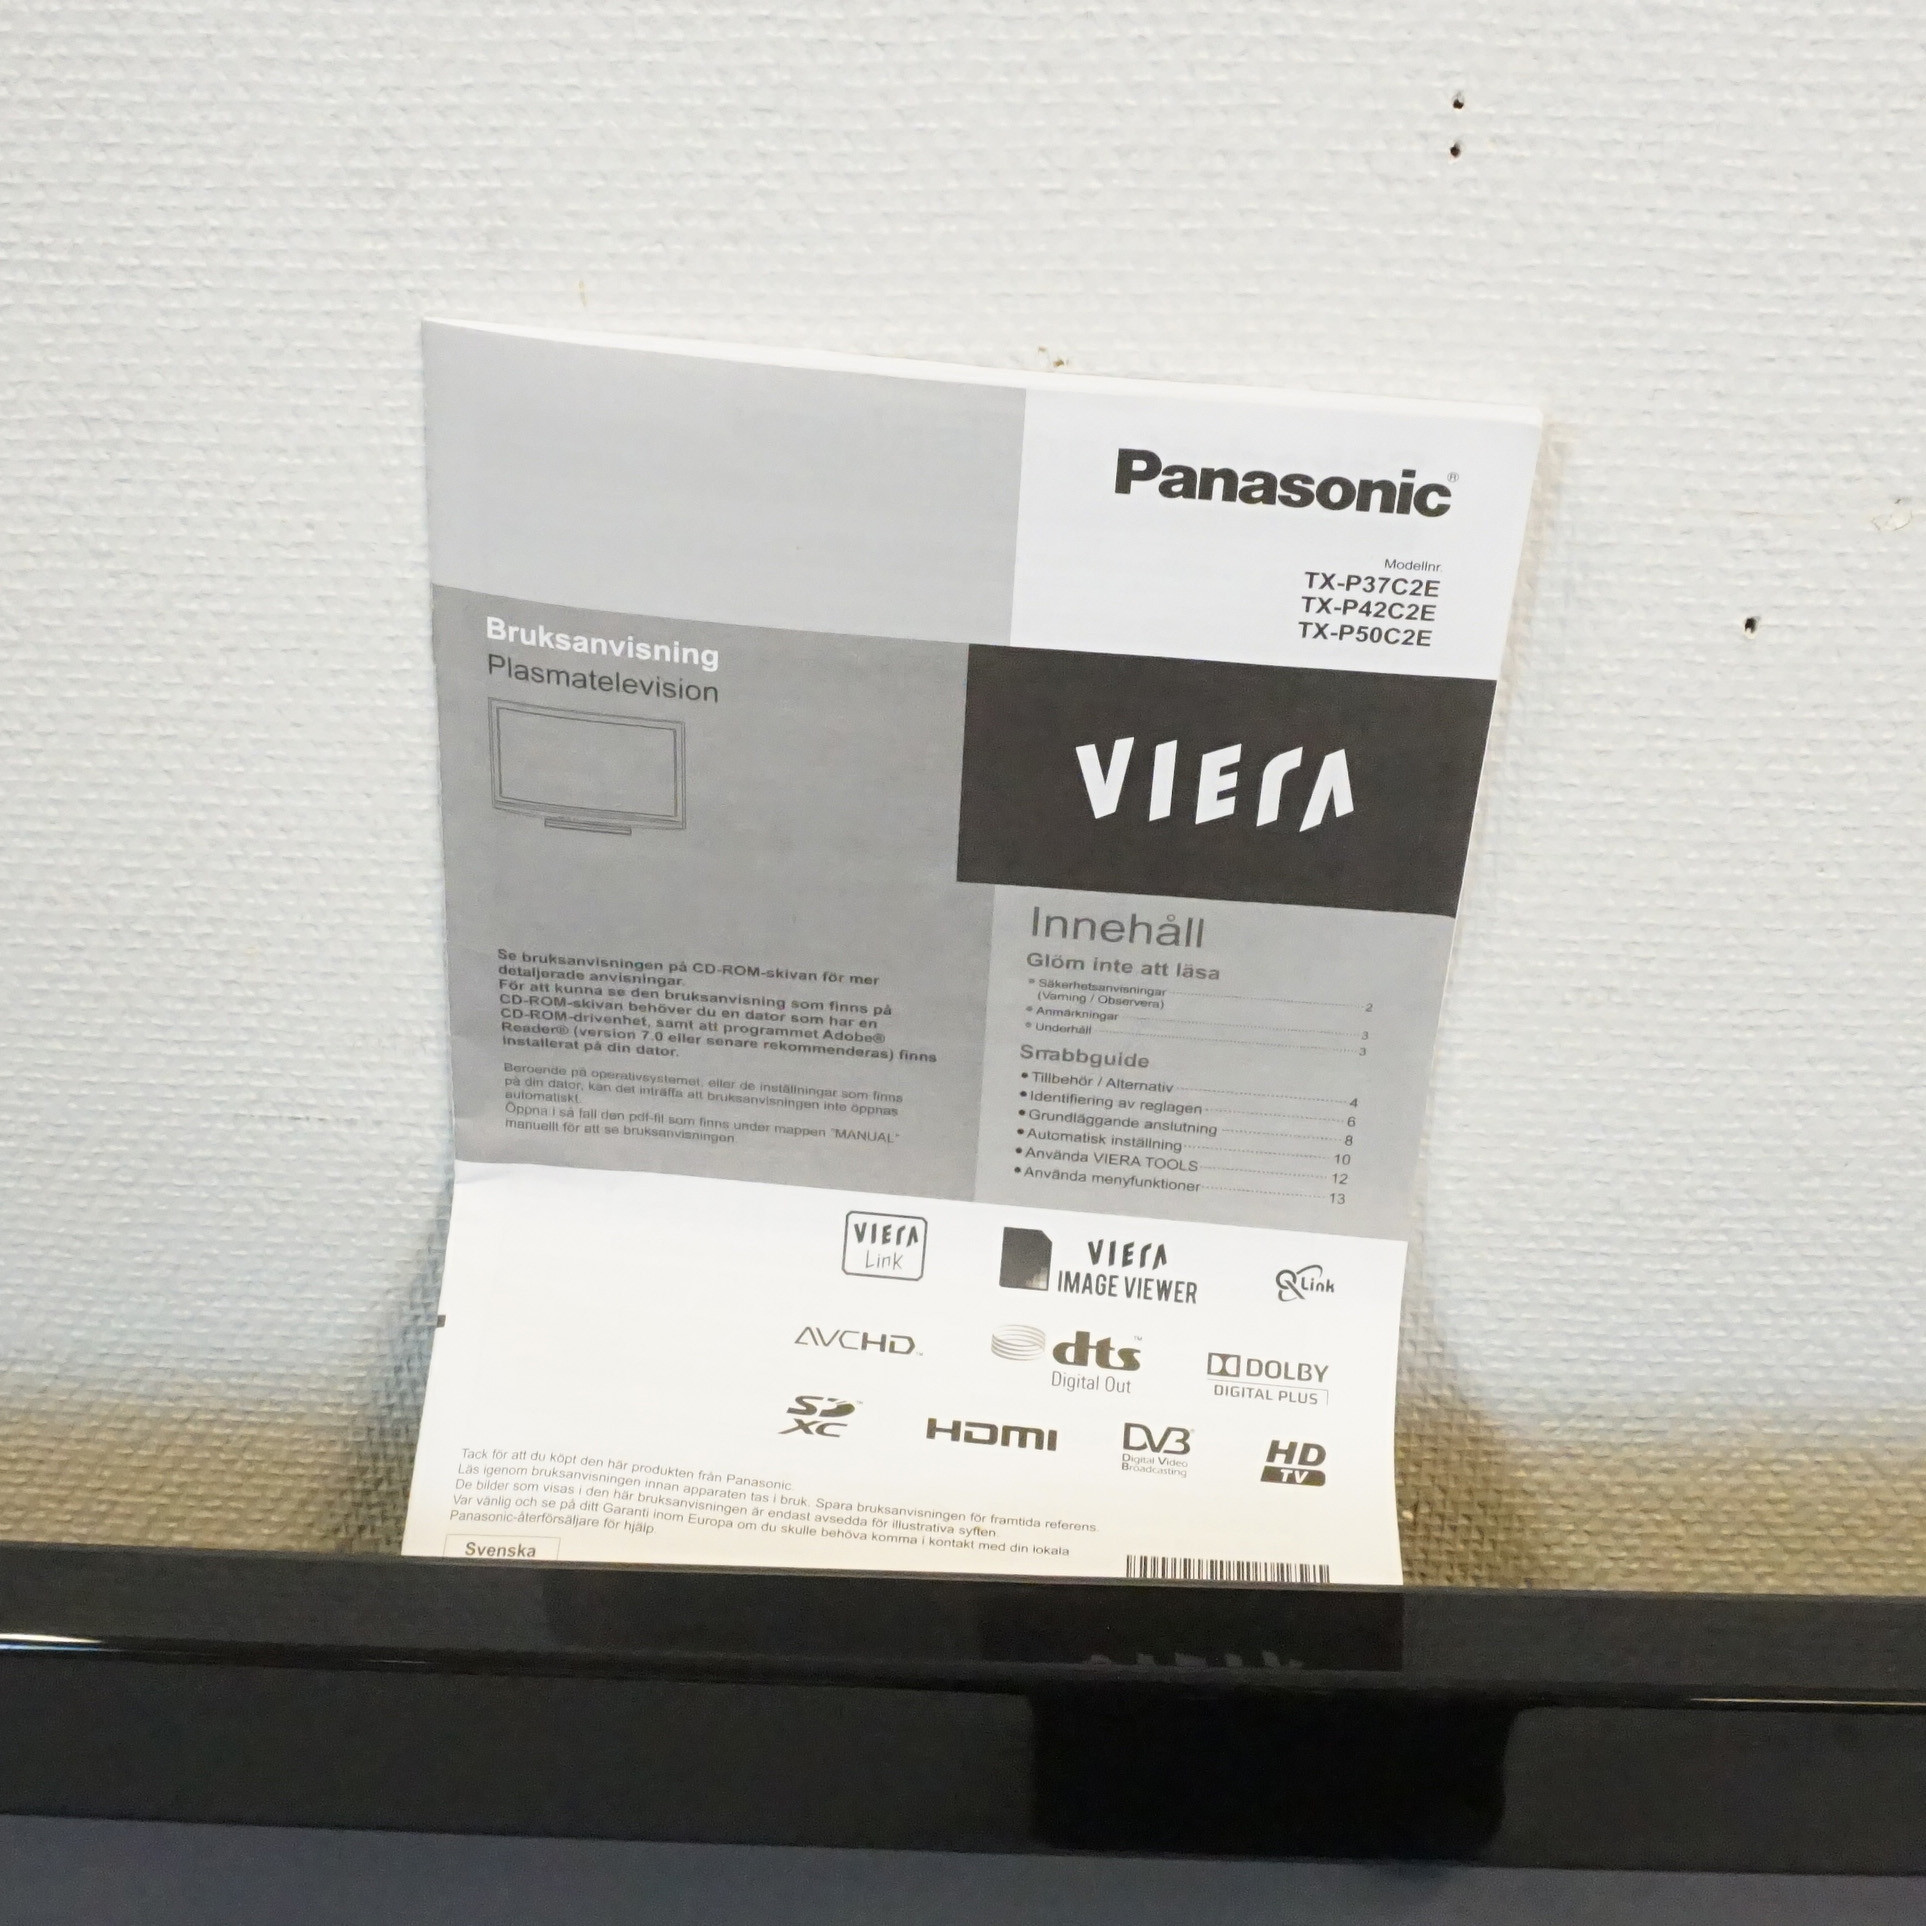 Panasonic®
Modellnr.
TX-P37C2E
TX-P42C2E
TX-P50C2E
Bruksanvisning
Plasmatelevision
VIERA
Se bruksanvisningen på CD-ROM-skivan för mer
detaljerade anvisningar.
För att kunna se den bruksanvisning som finns på
CD-ROM-skivan behöver du en dator som har en
CD-ROM-drivenhet, samt att programmet Adobe®
Reader® (version 7.0 eller senare rekommenderas) finns
installerat på din dator.
Beroende på operativsystemet, eller de inställningar som finns
på din dator, kan det inträffa att bruksanvisningen inte öppnas
automatiskt.
Öppna i så fall den pdf-fil som finns under mappen "MANUAL"
manuellt för att se bruksanvisningen.
Innehåll
Glöm inte att läsa
• Säkerhetsanvisningar 2
(Varning / Observera)
• Anmärkningar 3
• Underhåll 3
Snabbguide
• Tillbehör / Alternativ 4
• Identifiering av reglagen 6
• Grundläggande anslutning 8
• Automatisk inställning 10
• Använda VIERA TOOLS 12
• Använda menyfunktioner 13
VIERA Link
VIERA
IMAGE VIEWER
Q Link
AVCHD™
dts™
Digital Out
DOLBY
DIGITAL PLUS
SD
XC
HDMI
DVB
Digital Video
Broadcasting
HD
TV
Tack för att du köpt den här produkten från Panasonic.
Läs igenom bruksanvisningen innan apparaten tas i bruk. Spara bruksanvisningen för framtida referens.
De bilder som visas i den här bruksanvisningen är endast avsedda för illustrativa syften.
Var vänlig och se på ditt Garanti inom Europa om du skulle behöva komma i kontakt med din lokala
Panasonic-återförsäljare för hjälp.
Svenska